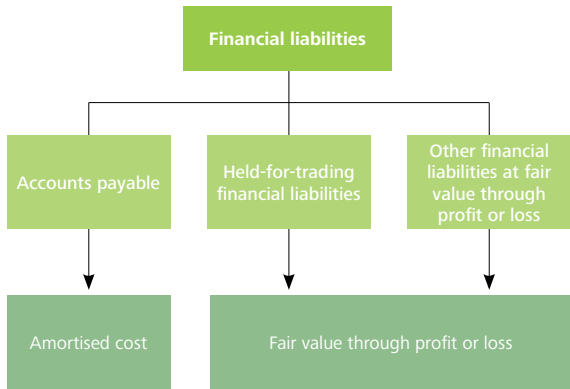 Financial liabilities
Accounts payable
Held-for-trading
financial liabilities
Other financial
liabilities at fair
value through
profit or loss
Amortised cost
Fair value through profit or loss